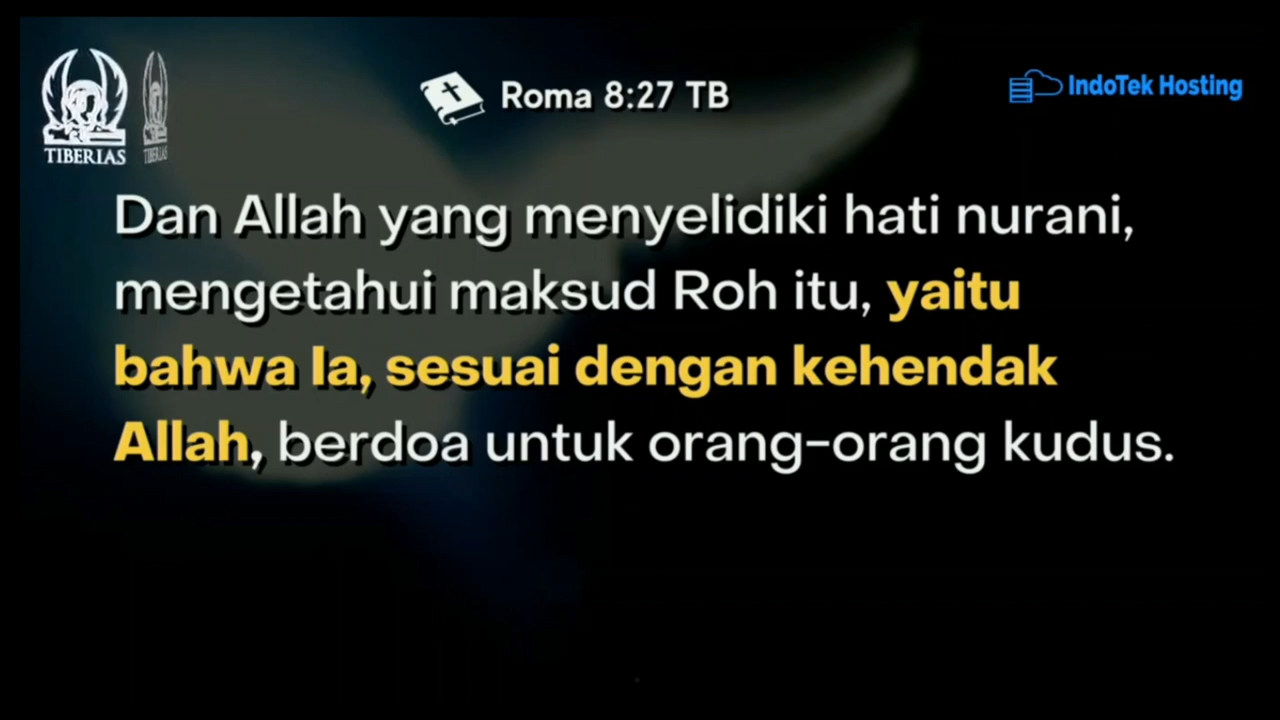 Roma 8:27 TB
IndoTek Hosting
TIBERIAS
TIBERIAS
Dan Allah yang menyelidiki hati nurani,
mengetahui maksud Roh itu, yaitu
bahwa Ia, sesuai dengan kehendak
Allah, berdoa untuk orang-orang kudus.